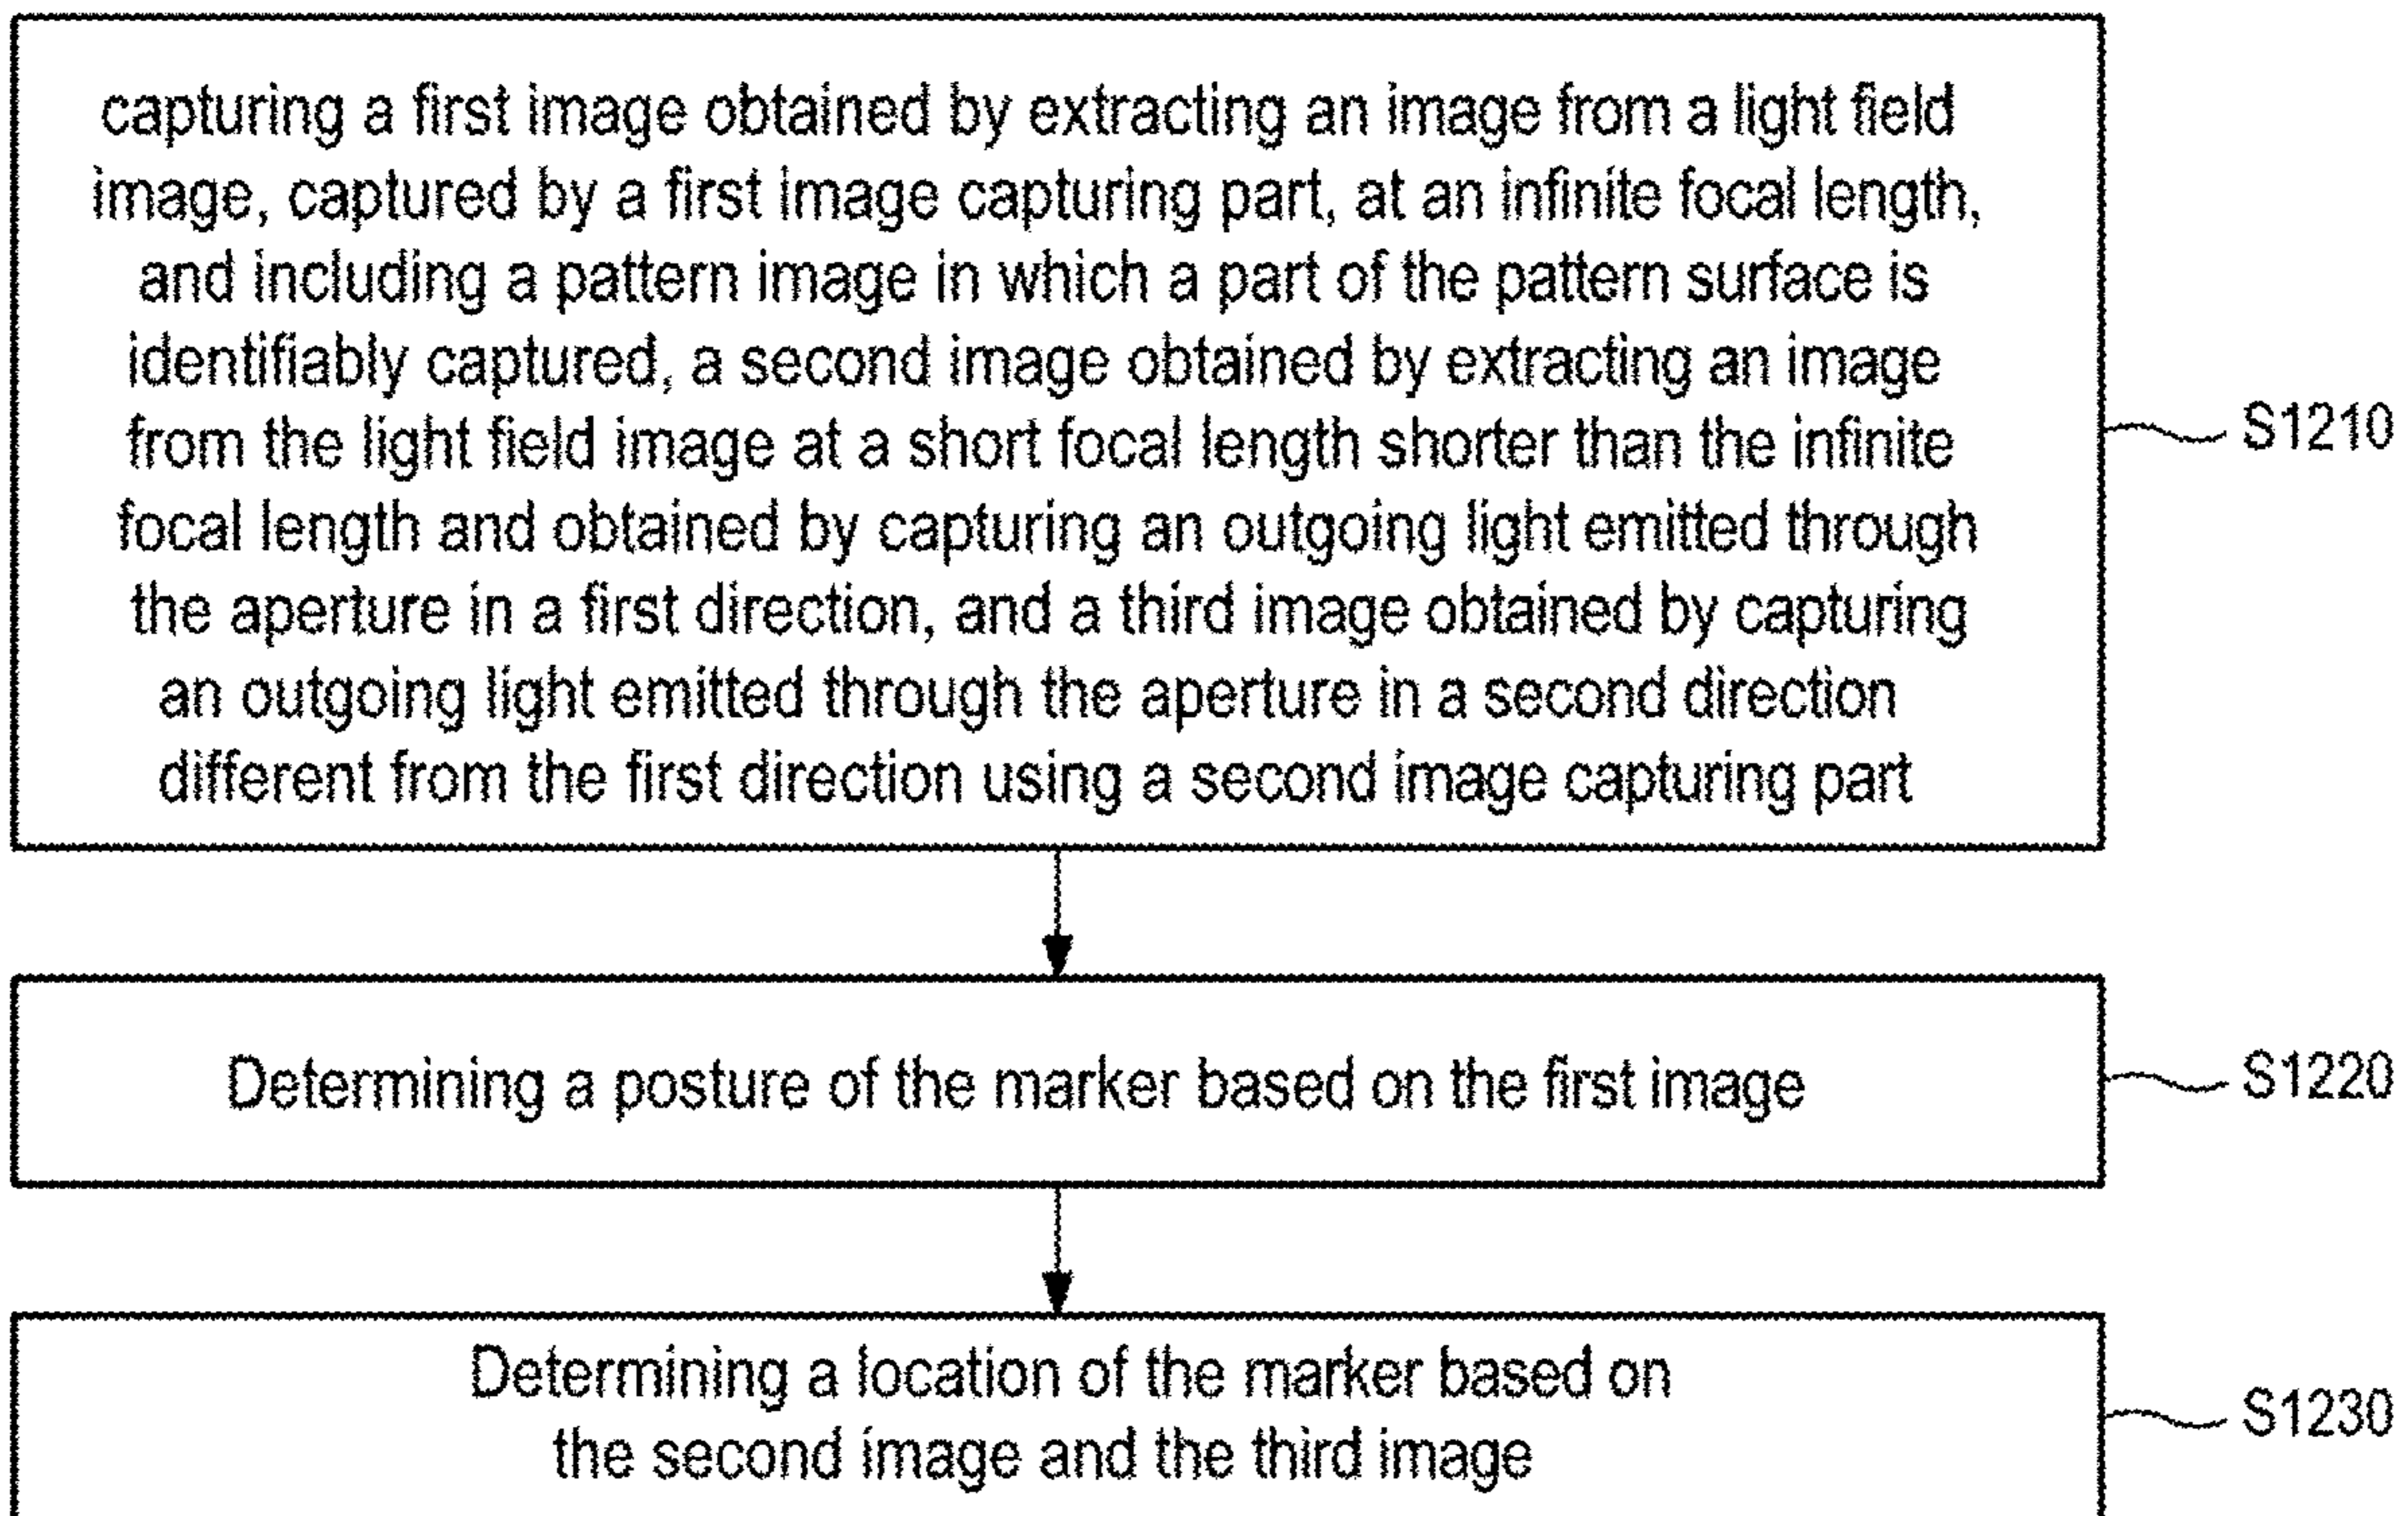 capturing a first image obtained by extracting an image from a light field
image, captured by a first image capturing part, at an infinite focal length,
and including a pattern image in which a part of the pattern surface is
identifiably captured, a second image obtained by extracting an image
from the light field image at a short focal length shorter than the infinite
focal length and obtained by capturing an outgoing light emitted through
the aperture in a first direction, and a third image obtained by capturing
an outgoing light emitted through the aperture in a second direction
different from the first direction using a second image capturing part
S1210
Determining a posture of the marker based on the first image
S1220
Determining a location of the marker based on
the second image and the third image
S1230